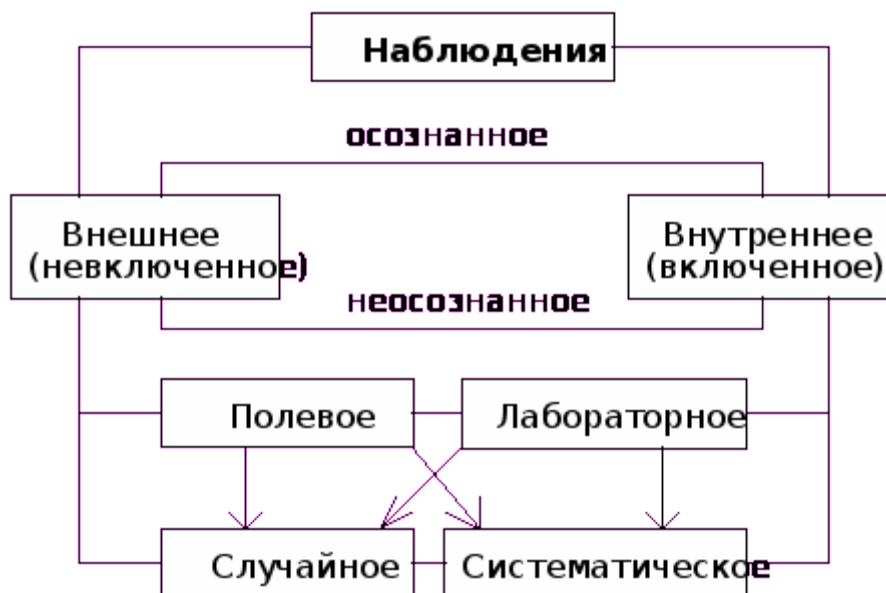 Наблюдения
осознанное
Внешнее
(невключенное)
Внутреннее
(включенное)
неосознанное
Полевое
Лабораторное
Случайное
Систематическое